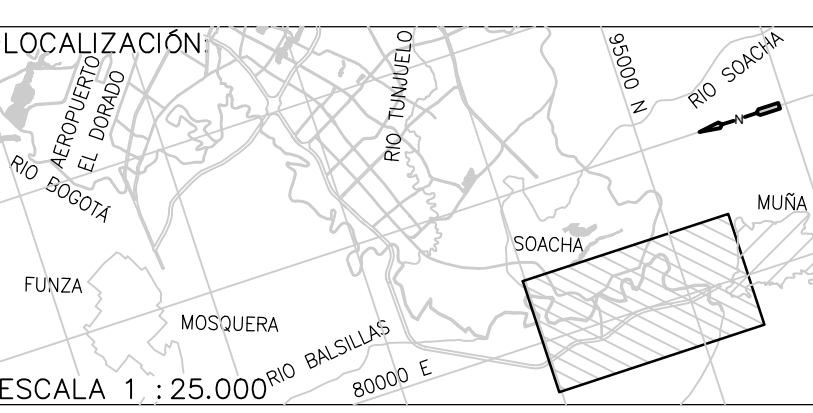 LOCALIZACIÓN:
AEROPUERTO
EL DORADO
RIO BOGOTÁ
RIO TUNJUELO
95000 N
RIO SOACHA
N
MUÑA
SOACHA
FUNZA
MOSQUERA
RIO BALSILLAS
80000 E
ESCALA 1 :25.000